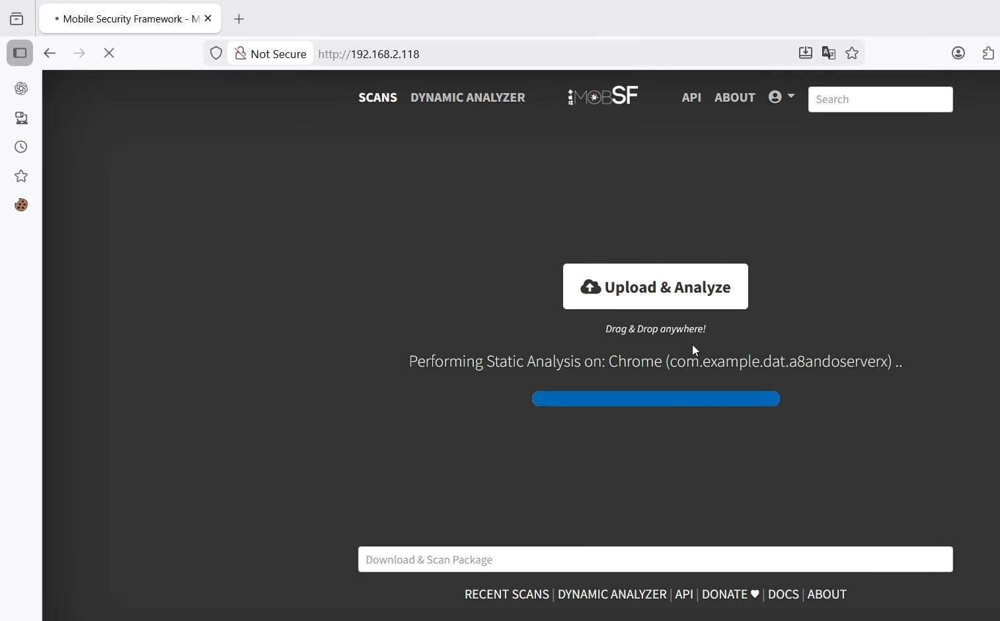 Mobile Security Framework - M
Not Secure http://192.168.2.118
SCANS DYNAMIC ANALYZER MOBSF API ABOUT Search
Upload & Analyze
Drag & Drop anywhere!
Performing Static Analysis on: Chrome (com.example.dat.a8andoserverx) ..
Download & Scan Package
RECENT SCANS | DYNAMIC ANALYZER | API | DONATE ♥ | DOCS | ABOUT